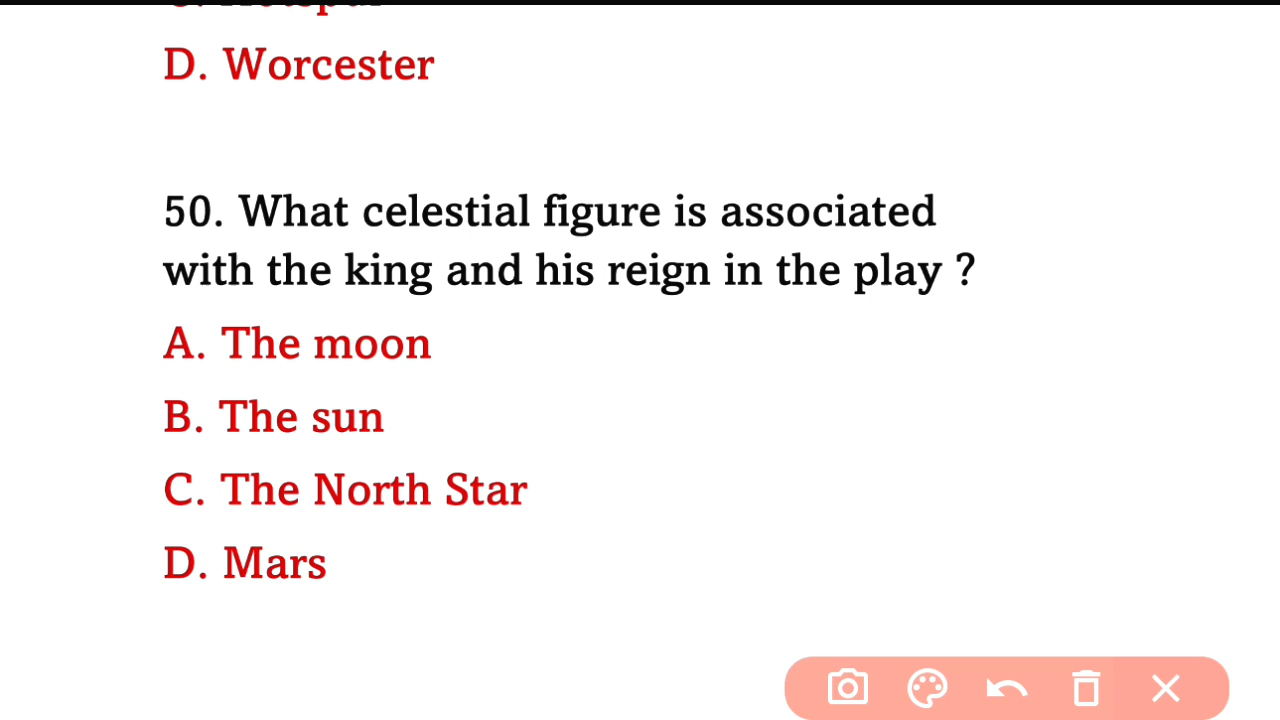 D. Worcester
50. What celestial figure is associated
with the king and his reign in the play ?
A. The moon
B. The sun
C. The North Star
D. Mars